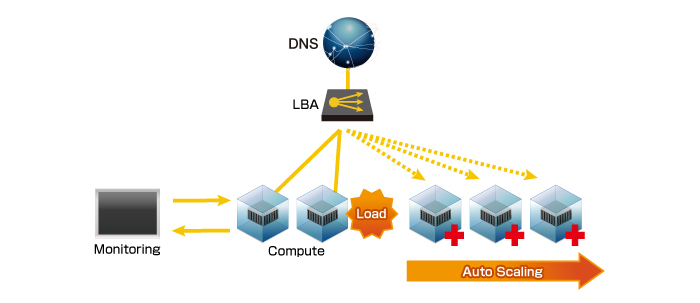 DNS
LBA
Load
Monitoring
Compute
Auto Scaling